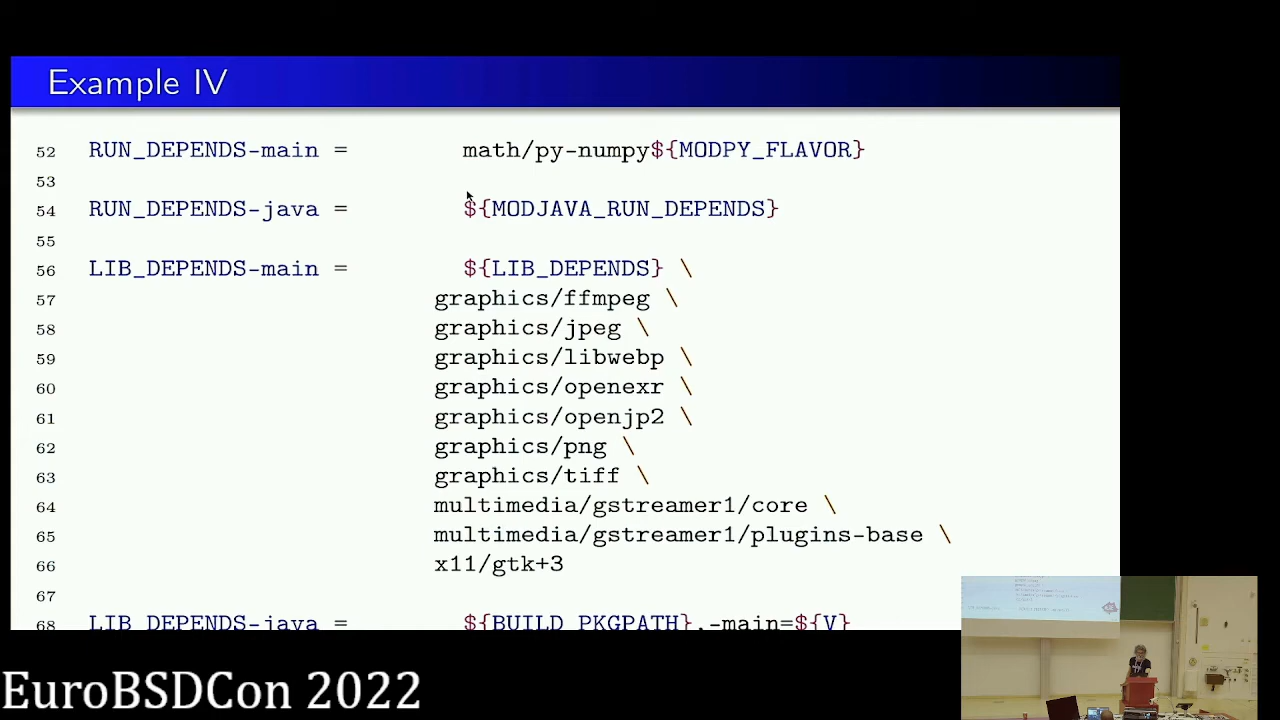 Example IV
52 RUN_DEPENDS-main = math/py-numpy${MODPY_FLAVOR}
53
54 RUN_DEPENDS-java = ${MODJAVA_RUN_DEPENDS}
55
56 LIB_DEPENDS-main = ${LIB_DEPENDS} \
57 graphics/ffmpeg \
58 graphics/jpeg \
59 graphics/libwebp \
60 graphics/openexr \
61 graphics/openjp2 \
62 graphics/png \
63 graphics/tiff \
64 multimedia/gstreamer1/core \
65 multimedia/gstreamer1/plugins-base \
66 x11/gtk+3
67
68 LIB_DEPENDS-java = ${BUILD_PKGPATH},-main=${V}
EuroBSDCon 2022